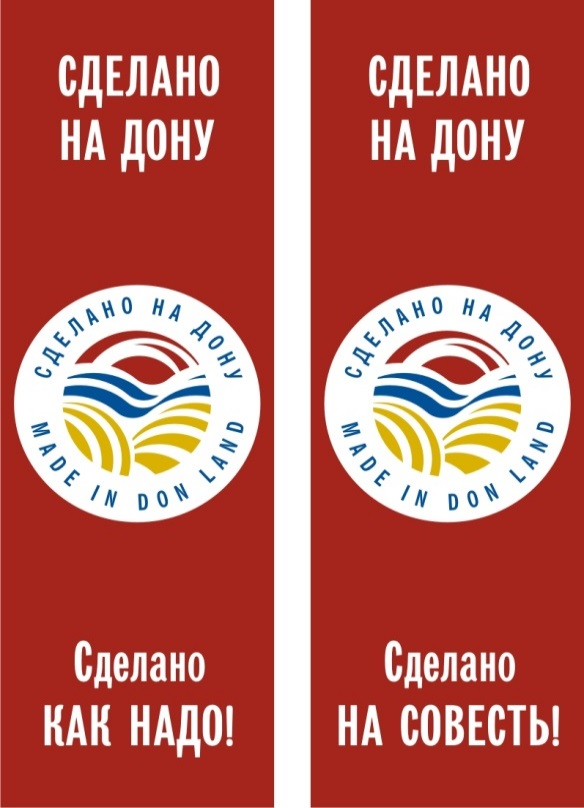 СДЕЛАНО
НА ДОНУ
СДЕЛАНО НА ДОНУ
MADE IN DON LAND
Сделано
КАК НАДО!
СДЕЛАНО
НА ДОНУ
СДЕЛАНО НА ДОНУ
MADE IN DON LAND
Сделано
НА СОВЕСТЬ!